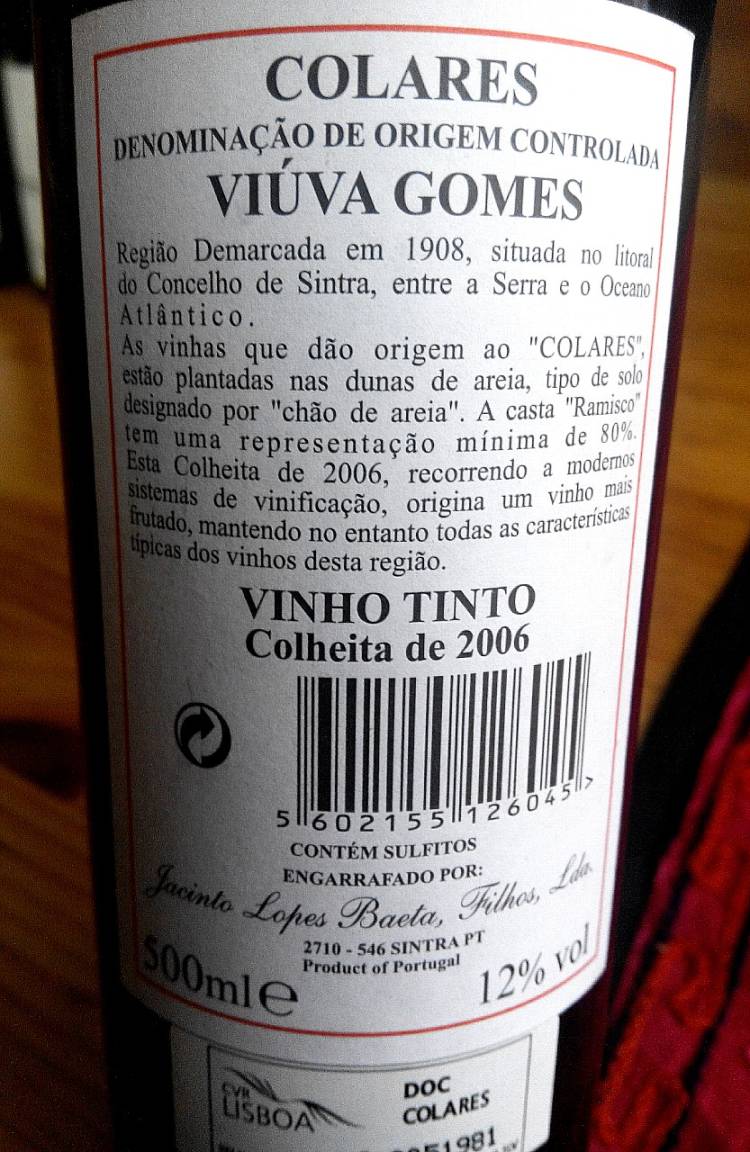 COLARES
DENOMINAÇÃO DE ORIGEM CONTROLADA
VIÚVA GOMES
Região Demarcada em 1908, situada no litoral
do Concelho de Sintra, entre a Serra e o Oceano
Atlântico.
As vinhas que dão origem ao "COLARES",
estão plantadas nas dunas de areia, tipo de solo
designado por "chão de areia". A casta "Ramisco"
tem uma representação mínima de 80%.
Esta Colheita de 2006, recorrendo a modernos
sistemas de vinificação, origina um vinho mais
frutado, mantendo no entanto todas as características
típicas dos vinhos desta região.
VINHO TINTO
Colheita de 2006
5 602155 126045 >
CONTÉM SULFITOS
ENGARRAFADO POR:
Jacinto Lopes Baeta, Filhos, Lda.
2710 - 546 SINTRA PT
Product of Portugal
500ml e 12% vol
CVR
LISBOA
DOC
COLARES
51981